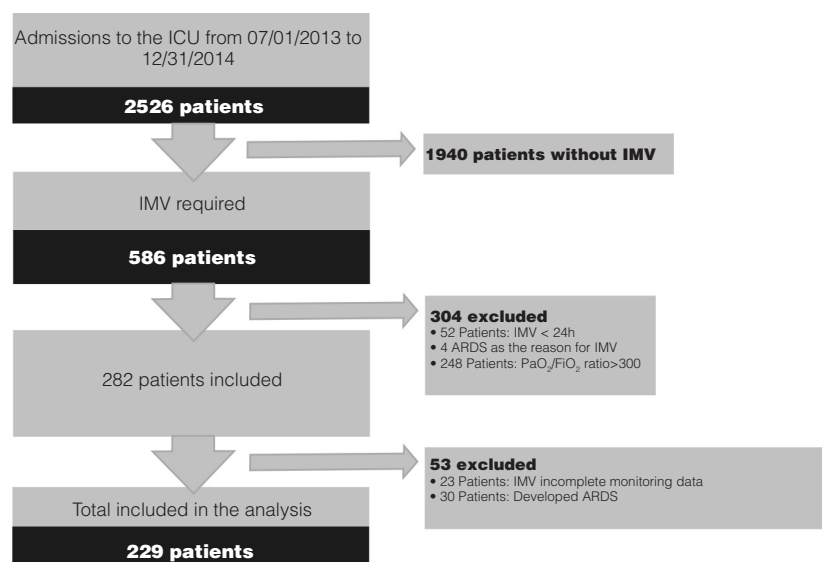 Admissions to the ICU from 07/01/2013 to
12/31/2014
2526 patients
1940 patients without IMV
IMV required
586 patients
304 excluded
• 52 Patients: IMV < 24h
• 4 ARDS as the reason for IMV
• 248 Patients: PaO₂/FiO₂ ratio>300
282 patients included
53 excluded
• 23 Patients: IMV incomplete monitoring data
• 30 Patients: Developed ARDS
Total included in the analysis
229 patients